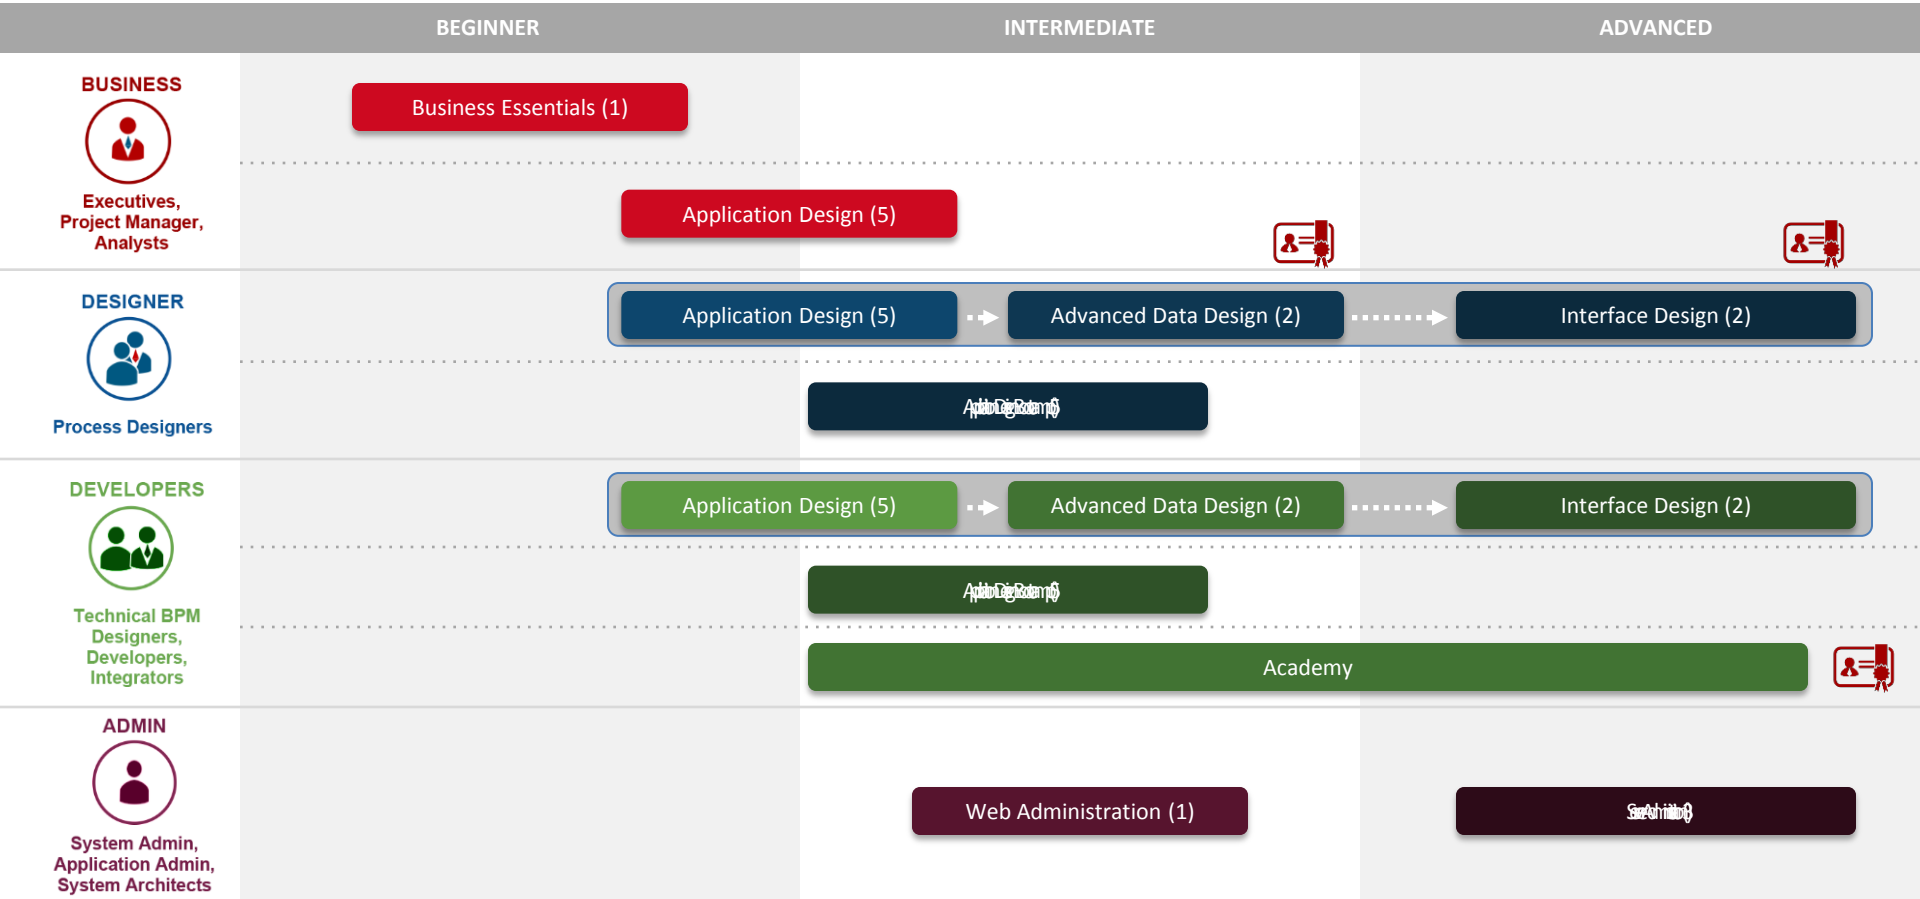 BEGINNER INTERMEDIATE ADVANCED
BUSINESS
Executives,
Project Manager,
Analysts
Business Essentials (1)
Application Design (5)
DESIGNER
Process Designers
Application Design (5) Advanced Data Design (2) Interface Design (2)
DEVELOPERS
Technical BPM
Designers,
Developers,
Integrators
Application Design (5) Advanced Data Design (2) Interface Design (2)
Academy
ADMIN
System Admin,
Application Admin,
System Architects
Web Administration (1)